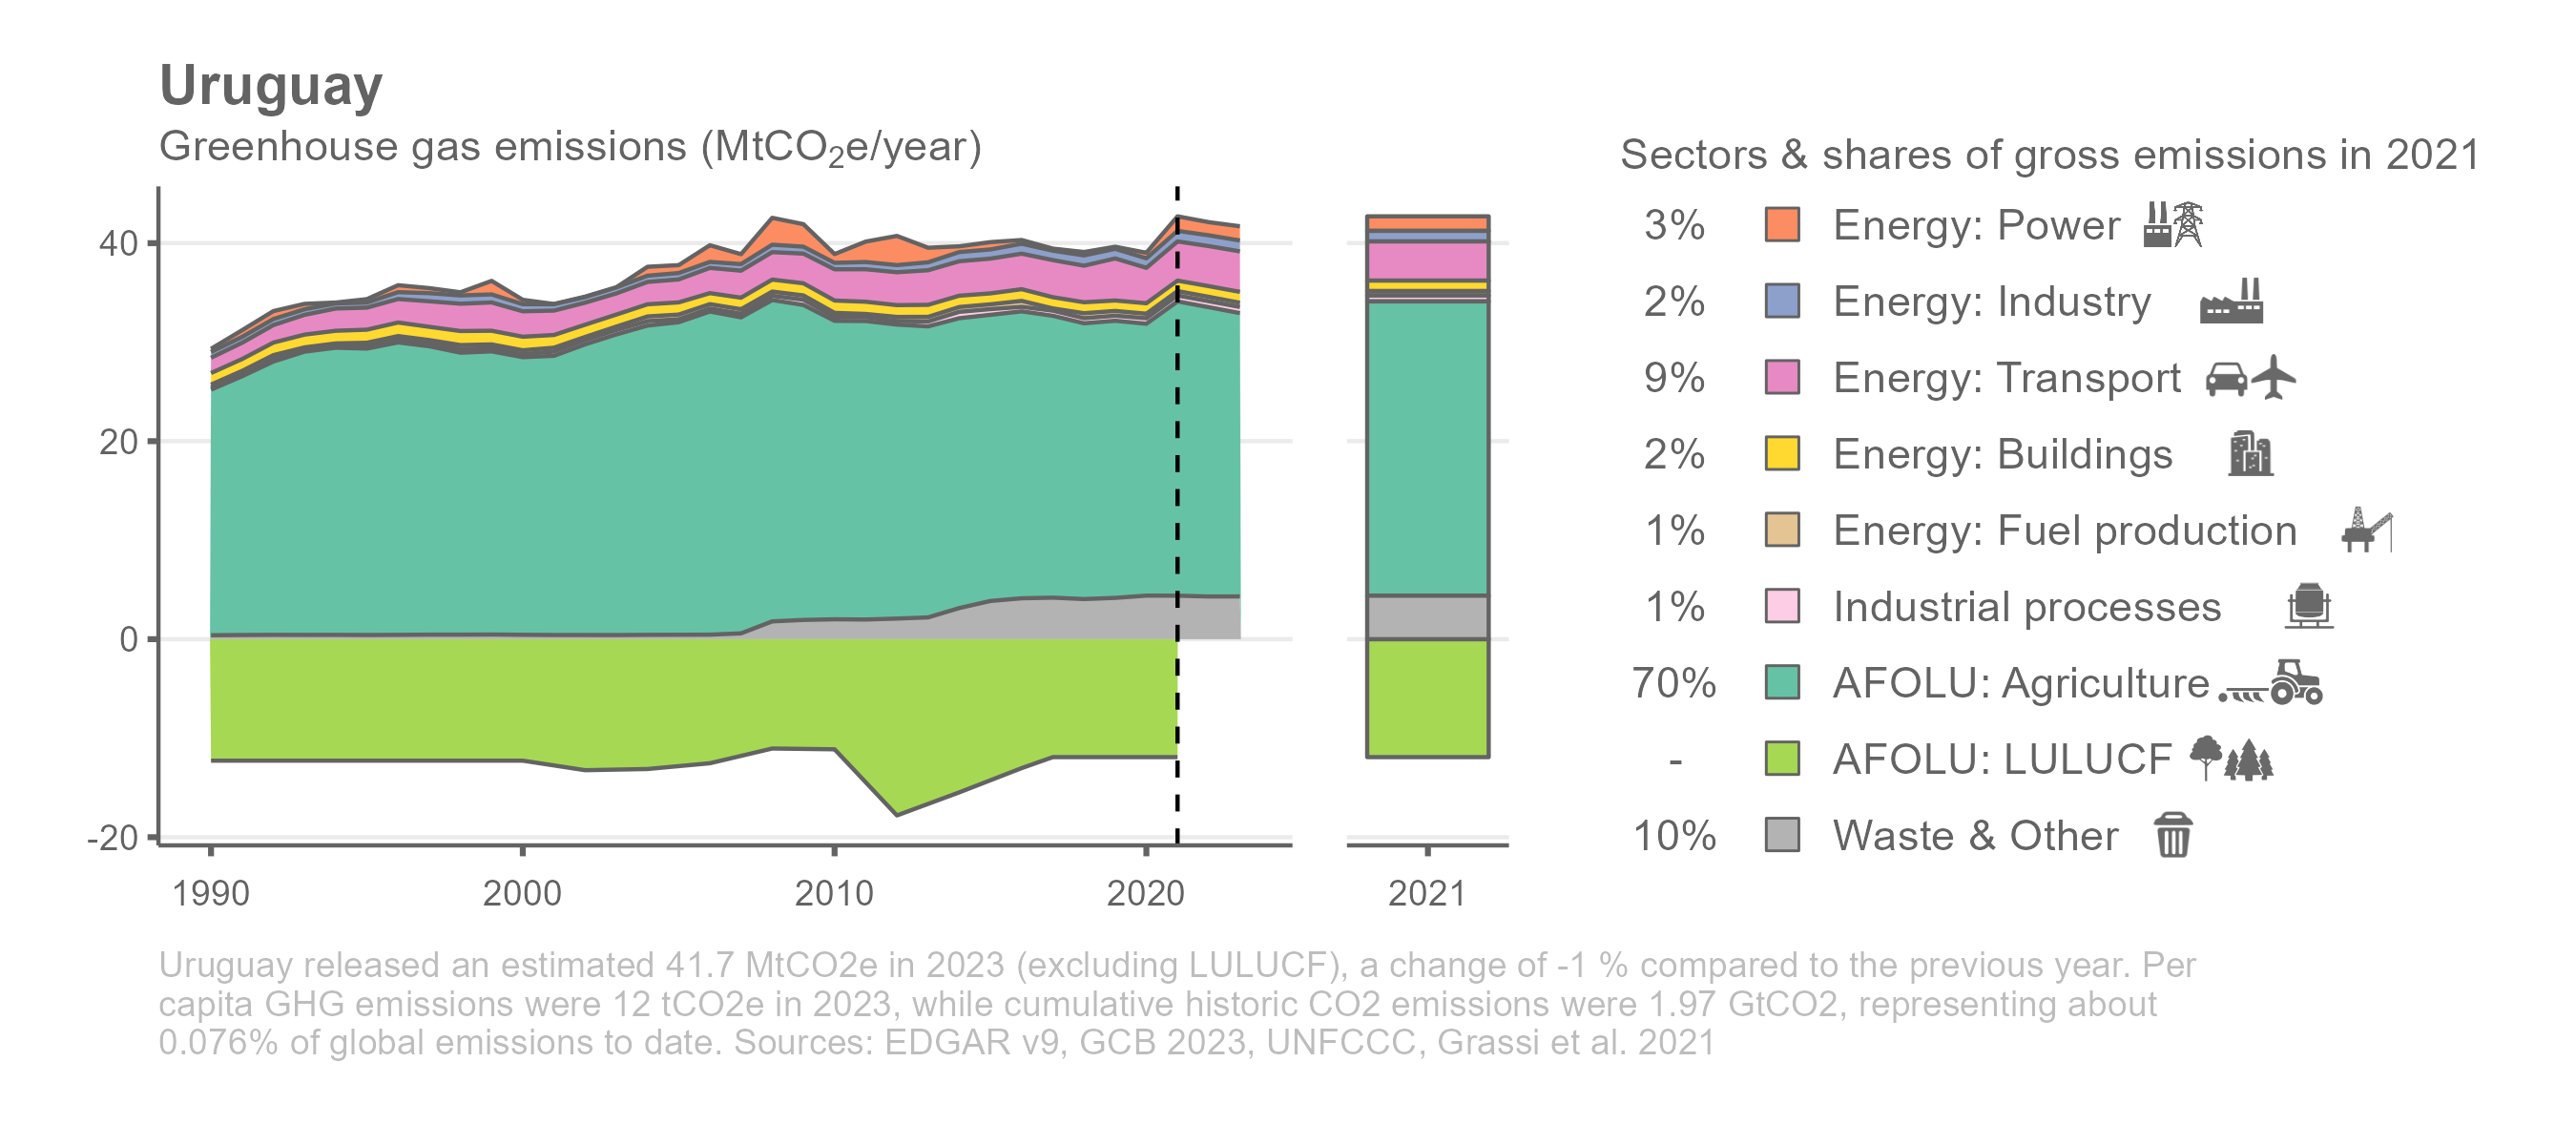 Uruguay
Greenhouse gas emissions (MtCO₂e/year)
40
20
0
-20
1990
2000
2010
2020
2021
Sectors & shares of gross emissions in 2021
3% Energy: Power
2% Energy: Industry
9% Energy: Transport
2% Energy: Buildings
1% Energy: Fuel production
1% Industrial processes
70% AFOLU: Agriculture
- AFOLU: LULUCF
10% Waste & Other
Uruguay released an estimated 41.7 MtCO2e in 2023 (excluding LULUCF), a change of -1 % compared to the previous year. Per
capita GHG emissions were 12 tCO2e in 2023, while cumulative historic CO2 emissions were 1.97 GtCO2, representing about
0.076% of global emissions to date. Sources: EDGAR v9, GCB 2023, UNFCCC, Grassi et al. 2021